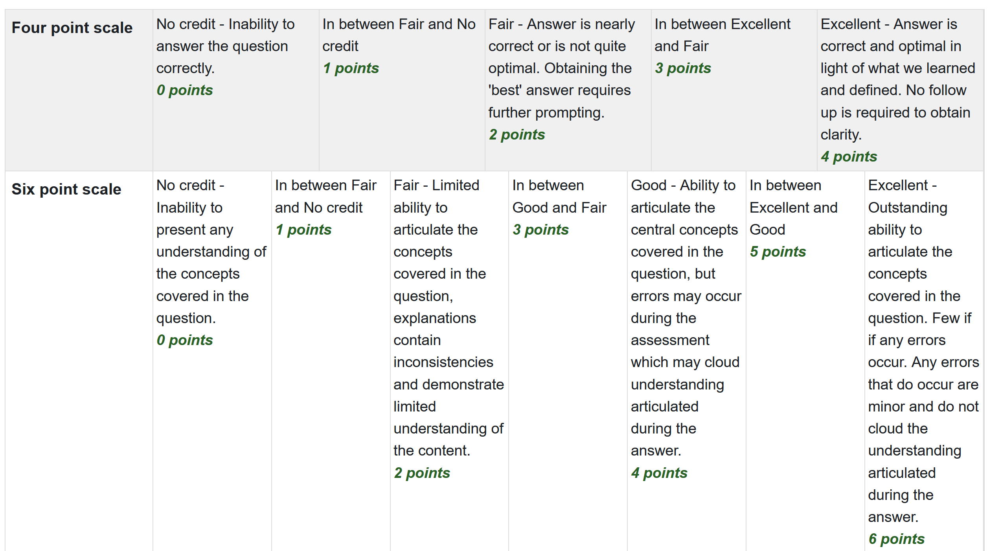 Four point scale
No credit - Inability to
answer the question
correctly.
0 points
In between Fair and No
credit
1 points
Fair - Answer is nearly
correct or is not quite
optimal. Obtaining the
'best' answer requires
further prompting.
2 points
In between Excellent
and Fair
3 points
Excellent - Answer is
correct and optimal in
light of what we learned
and defined. No follow
up is required to obtain
clarity.
4 points
Six point scale
No credit -
Inability to
present any
understanding of
the concepts
covered in the
question.
0 points
In between Fair
and No credit
1 points
Fair - Limited
ability to
articulate the
concepts
covered in the
question,
explanations
contain
inconsistencies
and demonstrate
limited
understanding of
the content.
2 points
In between
Good and Fair
3 points
Good - Ability to
articulate the
central concepts
covered in the
question, but
errors may occur
during the
assessment
which may cloud
understanding
articulated
during the
answer.
4 points
In between
Excellent and
Good
5 points
Excellent -
Outstanding
ability to
articulate the
concepts
covered in the
question. Few if
if any errors
occur. Any errors
that do occur are
minor and do not
cloud the
understanding
articulated
during the
answer.
6 points